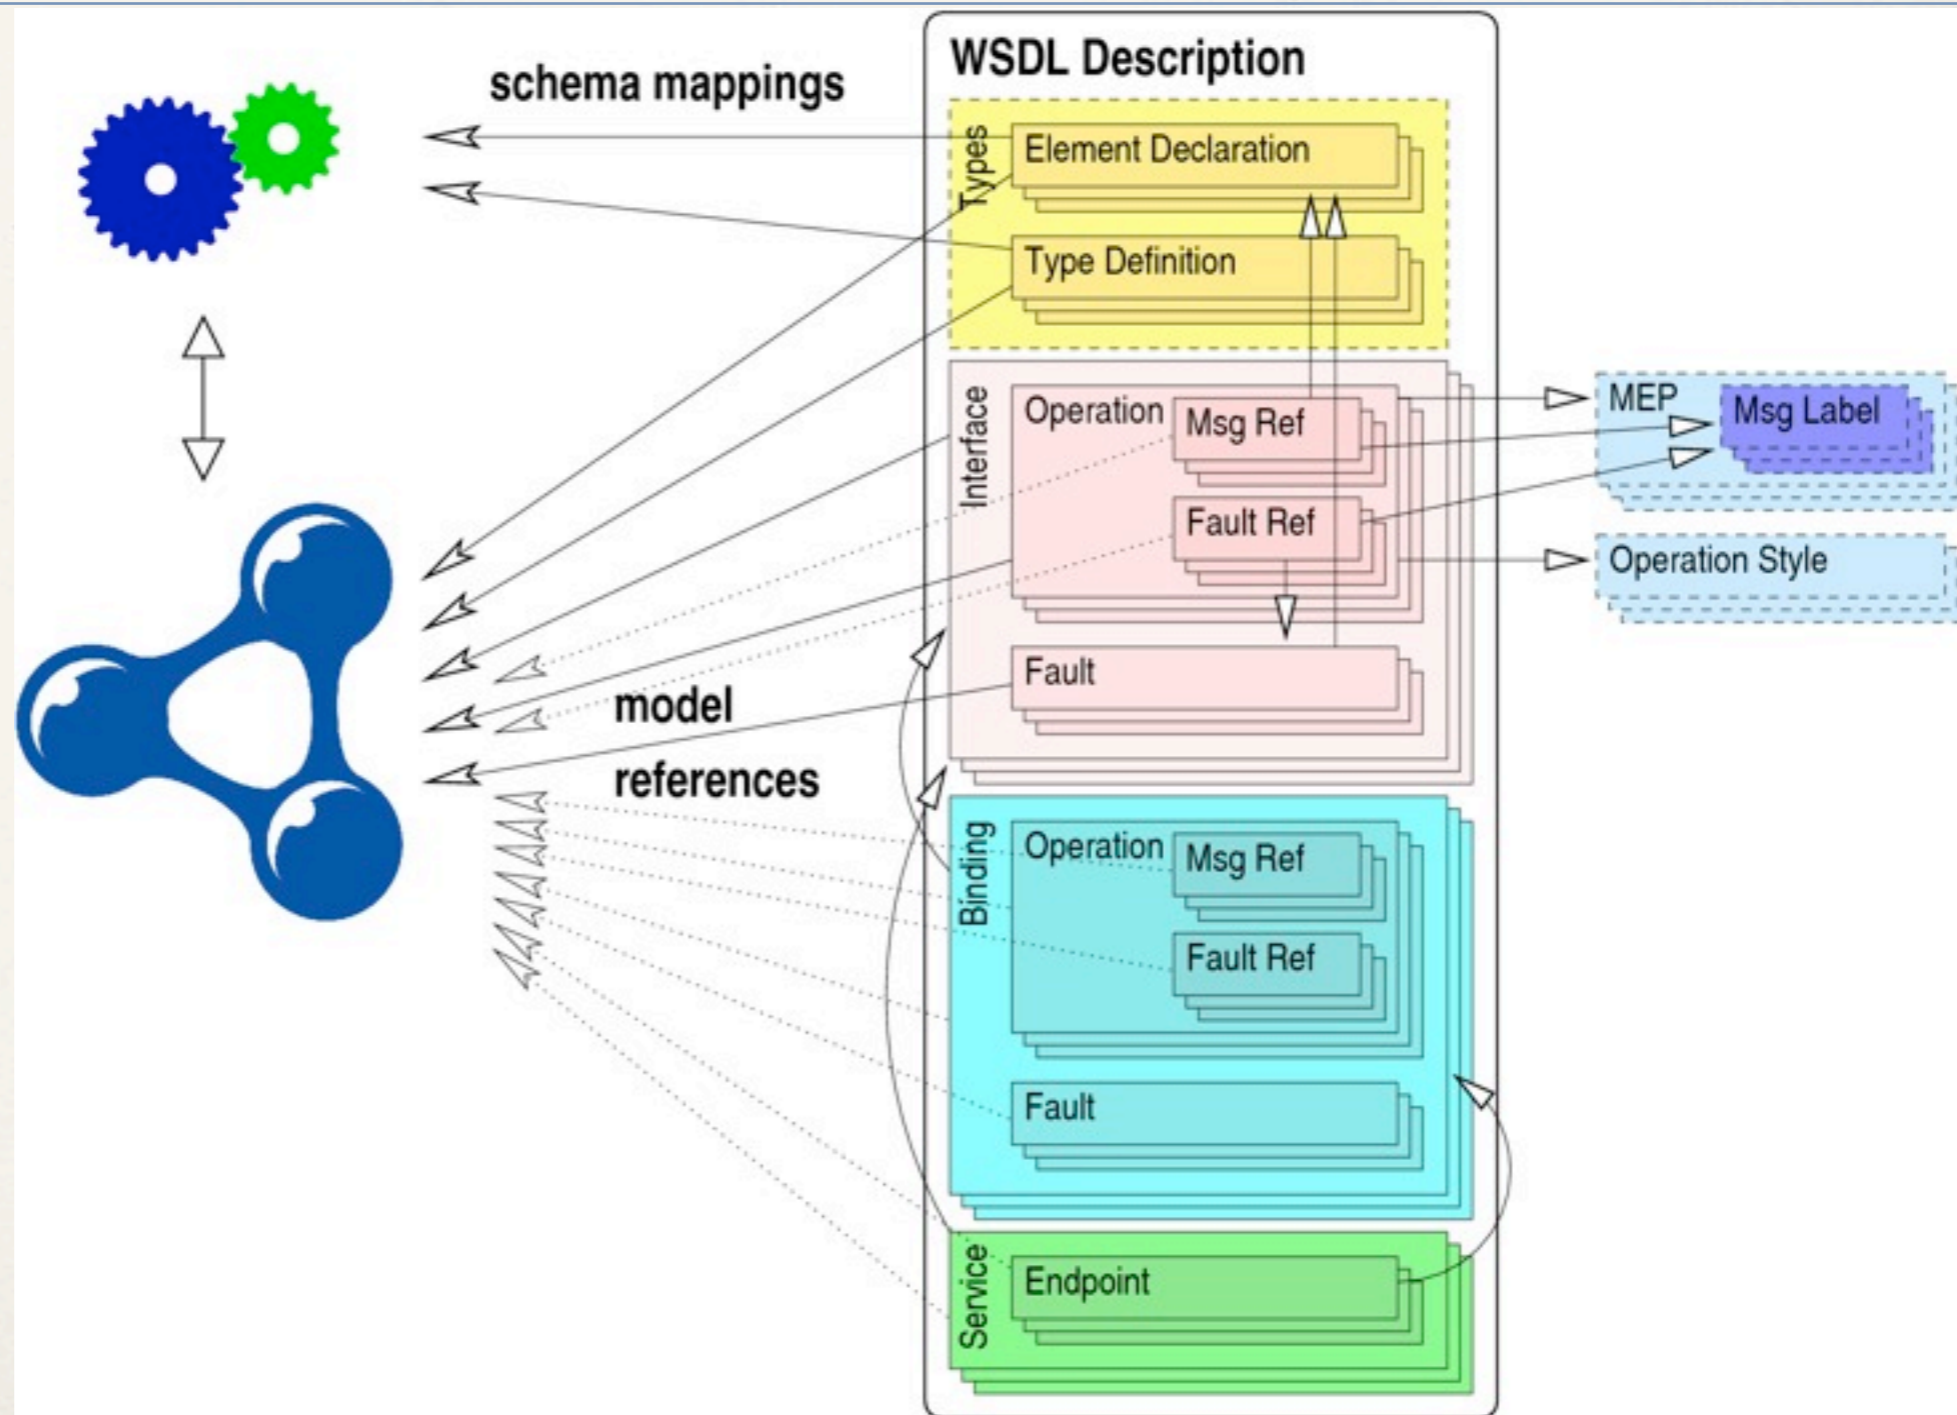 schema mappings
WSDL Description
Types
Element Declaration
Type Definition
Interface
Operation
Msg Ref
Fault Ref
Fault
MEP
Msg Label
Operation Style
model
references
Binding
Operation
Msg Ref
Fault Ref
Fault
Service
Endpoint